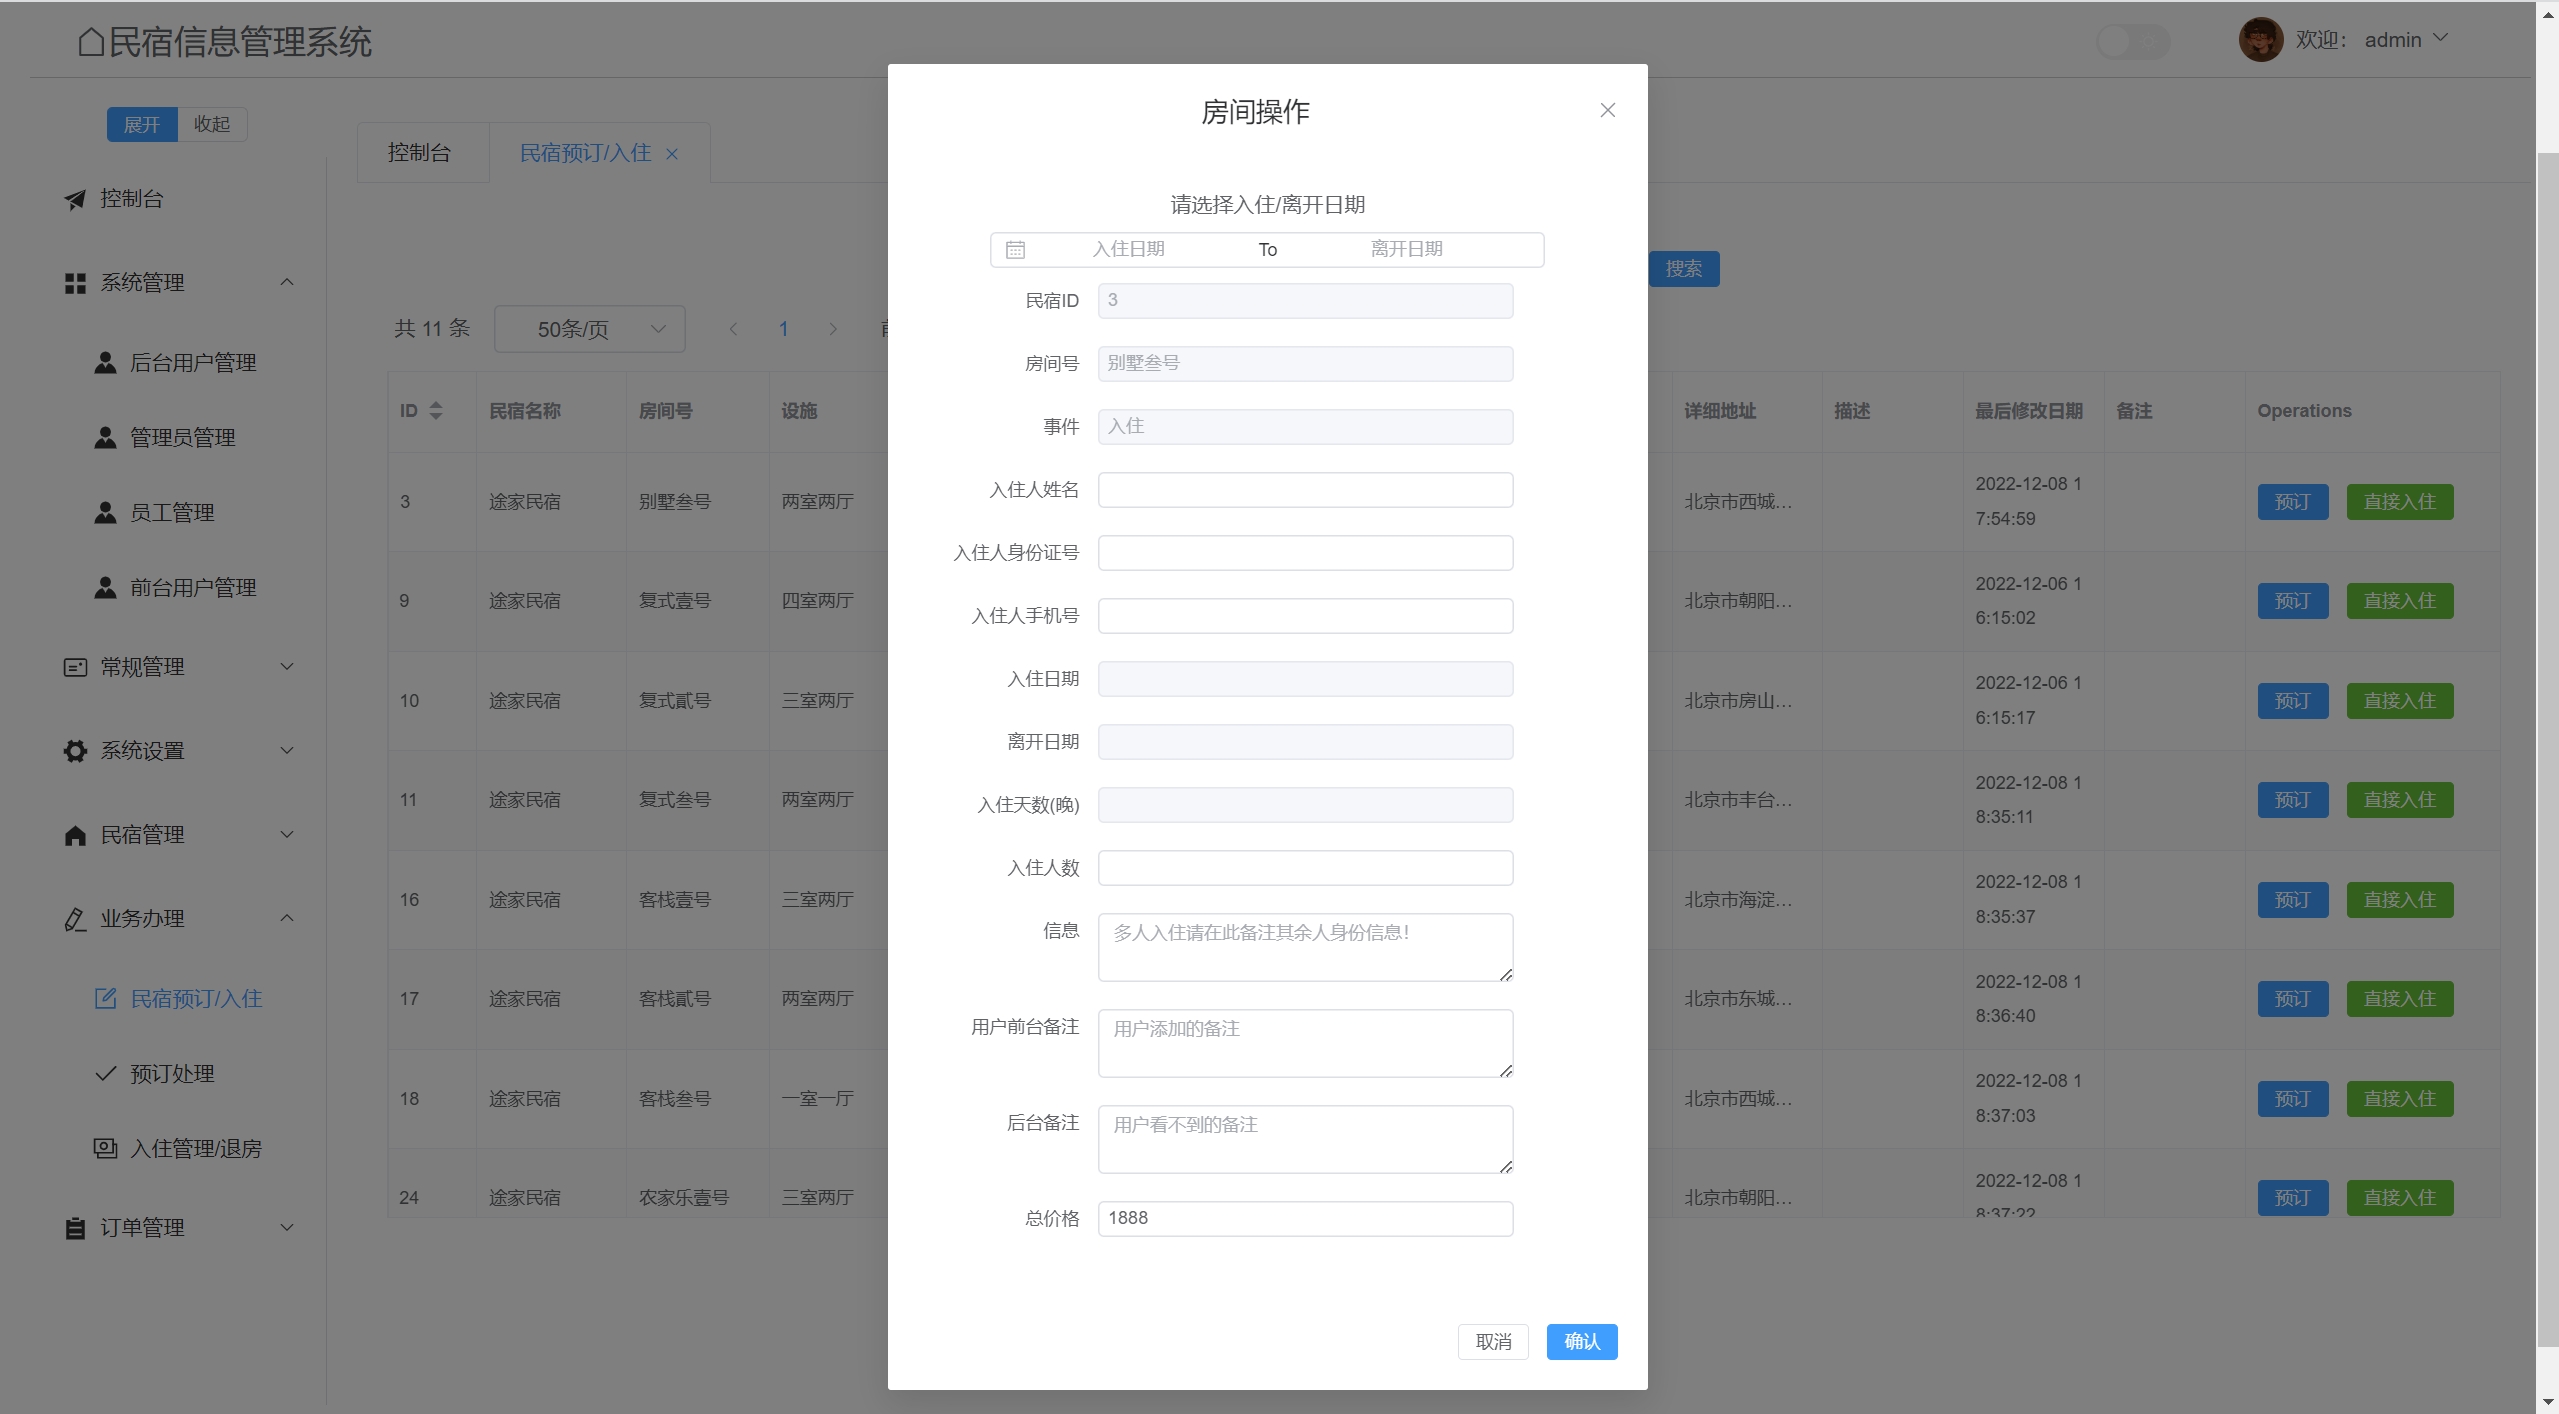 民宿信息管理系统
欢迎： admin
展开 收起
控制台
系统管理
后台用户管理
管理员管理
员工管理
前台用户管理
常规管理
系统设置
民宿管理
业务办理
民宿预订/入住
预订处理
入住管理/退房
订单管理
控制台 民宿预订/入住
搜索
共 11 条 50条/页 1
ID 民宿名称 房间号 设施 详细地址 描述 最后修改日期 备注 Operations
3 途家民宿 别墅叁号 两室两厅 北京市西城... 2022-12-08 1
7:54:59 预订 直接入住
9 途家民宿 复式壹号 四室两厅 北京市朝阳... 2022-12-06 1
6:15:02 预订 直接入住
10 途家民宿 复式贰号 三室两厅 北京市房山... 2022-12-06 1
6:15:17 预订 直接入住
11 途家民宿 复式叁号 两室两厅 北京市丰台... 2022-12-08 1
8:35:11 预订 直接入住
16 途家民宿 客栈壹号 三室两厅 北京市海淀... 2022-12-08 1
8:35:37 预订 直接入住
17 途家民宿 客栈贰号 两室两厅 北京市东城... 2022-12-08 1
8:36:40 预订 直接入住
18 途家民宿 客栈叁号 一室一厅 北京市西城... 2022-12-08 1
8:37:03 预订 直接入住
24 途家民宿 农家乐壹号 三室两厅 北京市朝阳... 2022-12-08 1
8:37:22 预订 直接入住
房间操作
请选择入住/离开日期
入住日期 To 离开日期
民宿ID 3
房间号 别墅叁号
事件 入住
入住人姓名
入住人身份证号
入住人手机号
入住日期
离开日期
入住天数(晚)
入住人数
信息 多人入住请在此备注其余人身份信息！
用户前台备注 用户添加的备注
后台备注 用户看不到的备注
总价格 1888
取消 确认